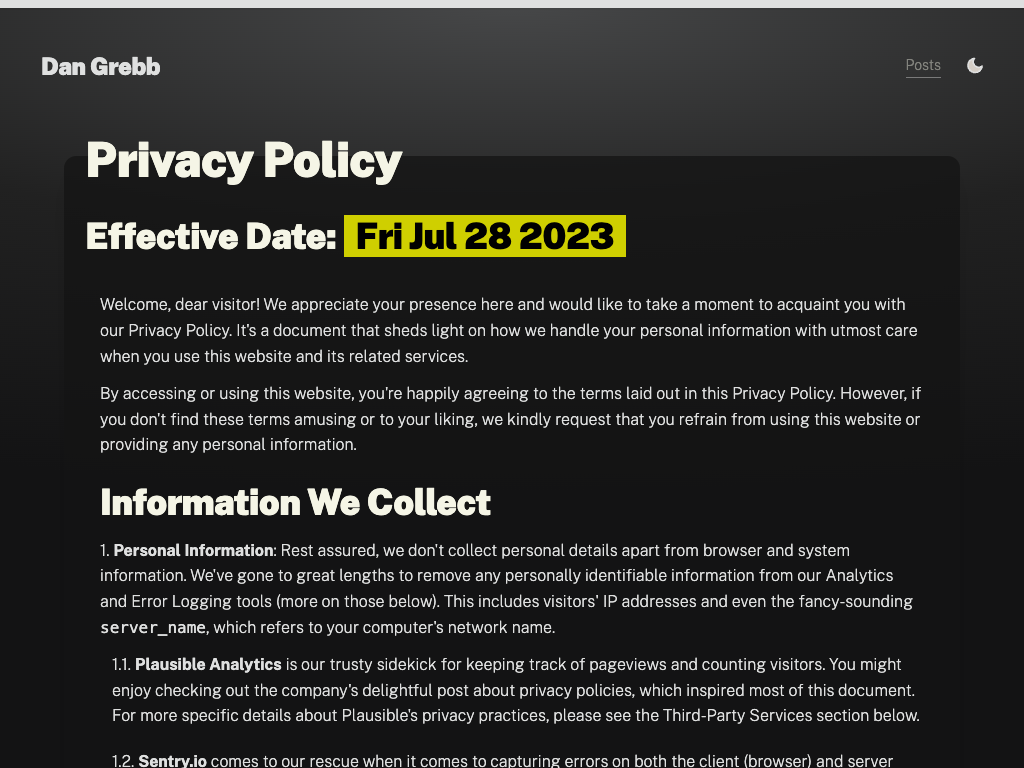 Dan Grebb
Posts
Privacy Policy
Effective Date: Fri Jul 28 2023
Welcome, dear visitor! We appreciate your presence here and would like to take a moment to acquaint you with
our Privacy Policy. It's a document that sheds light on how we handle your personal information with utmost care
when you use this website and its related services.
By accessing or using this website, you're happily agreeing to the terms laid out in this Privacy Policy. However, if
you don't find these terms amusing or to your liking, we kindly request that you refrain from using this website or
providing any personal information.
Information We Collect
1. Personal Information: Rest assured, we don't collect personal details apart from browser and system
information. We've gone to great lengths to remove any personally identifiable information from our Analytics
and Error Logging tools (more on those below). This includes visitors' IP addresses and even the fancy-sounding
server_name, which refers to your computer's network name.
1.1. Plausible Analytics is our trusty sidekick for keeping track of pageviews and counting visitors. You might
enjoy checking out the company's delightful post about privacy policies, which inspired most of this document.
For more specific details about Plausible's privacy practices, please see the Third-Party Services section below.
1.2. Sentry.io comes to our rescue when it comes to capturing errors on both the client (browser) and server